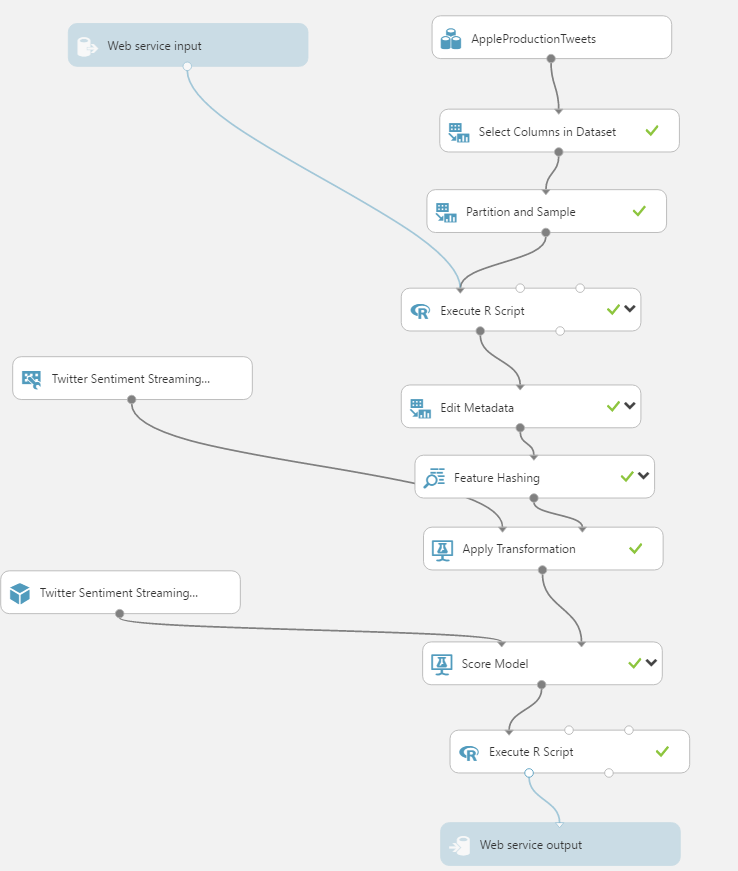 Web service input
AppleProductionTweets
Select Columns in Dataset
Partition and Sample
Execute R Script
Twitter Sentiment Streaming...
Edit Metadata
Feature Hashing
Apply Transformation
Twitter Sentiment Streaming...
Score Model
Execute R Script
Web service output